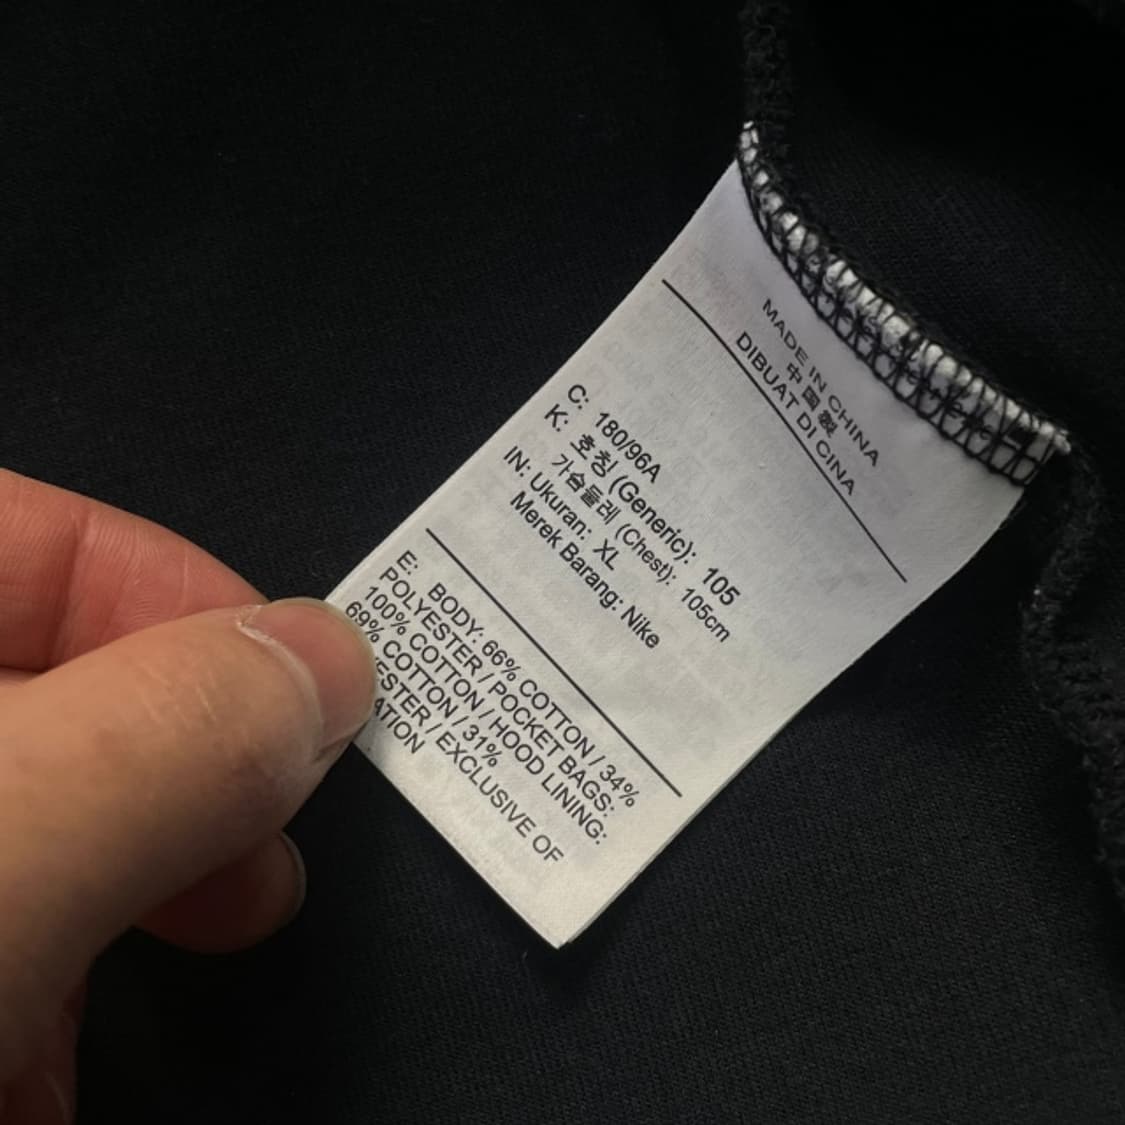 MADE IN CHINA
中国製
DIBUAT DI CINA
C: 180/96A
K: 호칭 (Generic): 105
가슴둘레 (Chest): 105cm
IN: Ukuran: XL
Merek Barang: Nike
E: BODY: 66% COTTON / 34%
POLYESTER / POCKET BAGS:
100% COTTON / HOOD LINING:
69% COTTON / 31%
ESTER / EXCLUSIVE OF
ATION